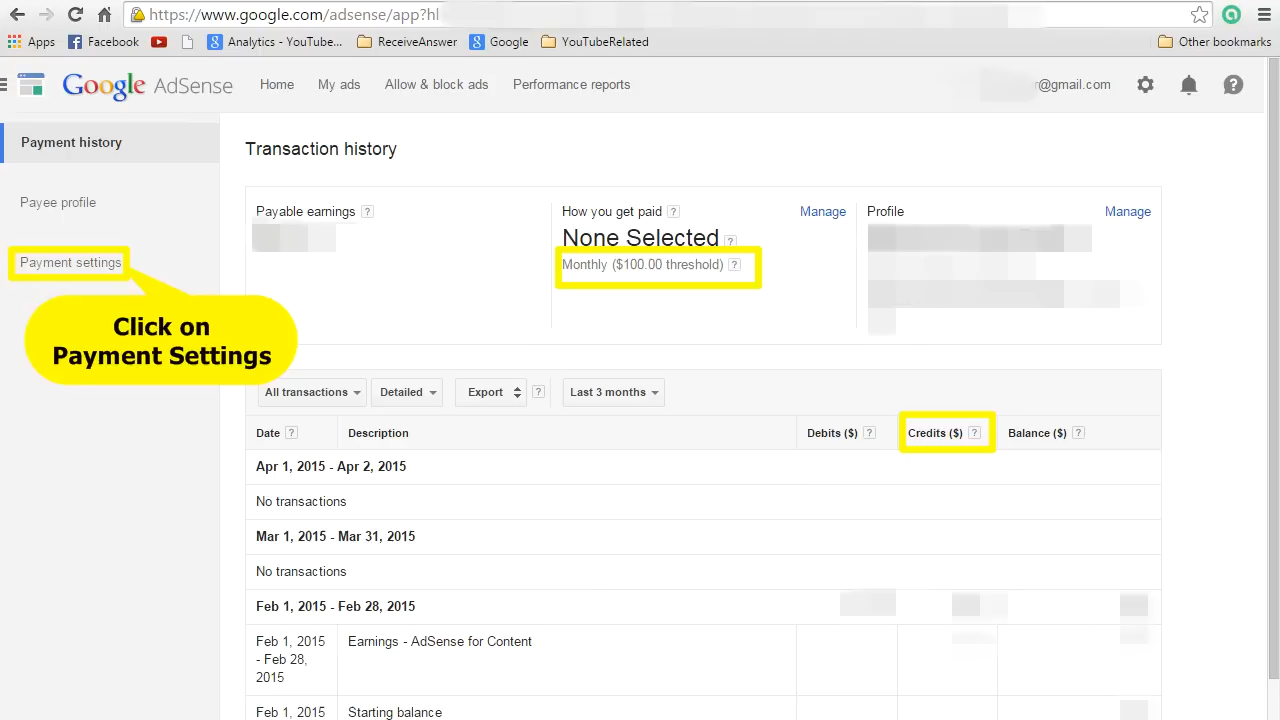 https://www.google.com/adsense/app?hl
Apps Facebook Analytics - YouTube... ReceiveAnswer Google YouTubeRelated Other bookmarks
Google AdSense Home My ads Allow & block ads Performance reports r@gmail.com
Payment history
Payee profile
Payment settings
Click on
Payment Settings
Transaction history
Payable earnings ?
How you get paid ? Manage
None Selected ?
Monthly ($100.00 threshold) ?
Profile Manage
All transactions Detailed Export ? Last 3 months
Date ? Description Debits ($) ? Credits ($) ? Balance ($) ?
Apr 1, 2015 - Apr 2, 2015
No transactions
Mar 1, 2015 - Mar 31, 2015
No transactions
Feb 1, 2015 - Feb 28, 2015
Feb 1, 2015 Earnings - AdSense for Content
- Feb 28,
2015
Feb 1, 2015 Starting balance